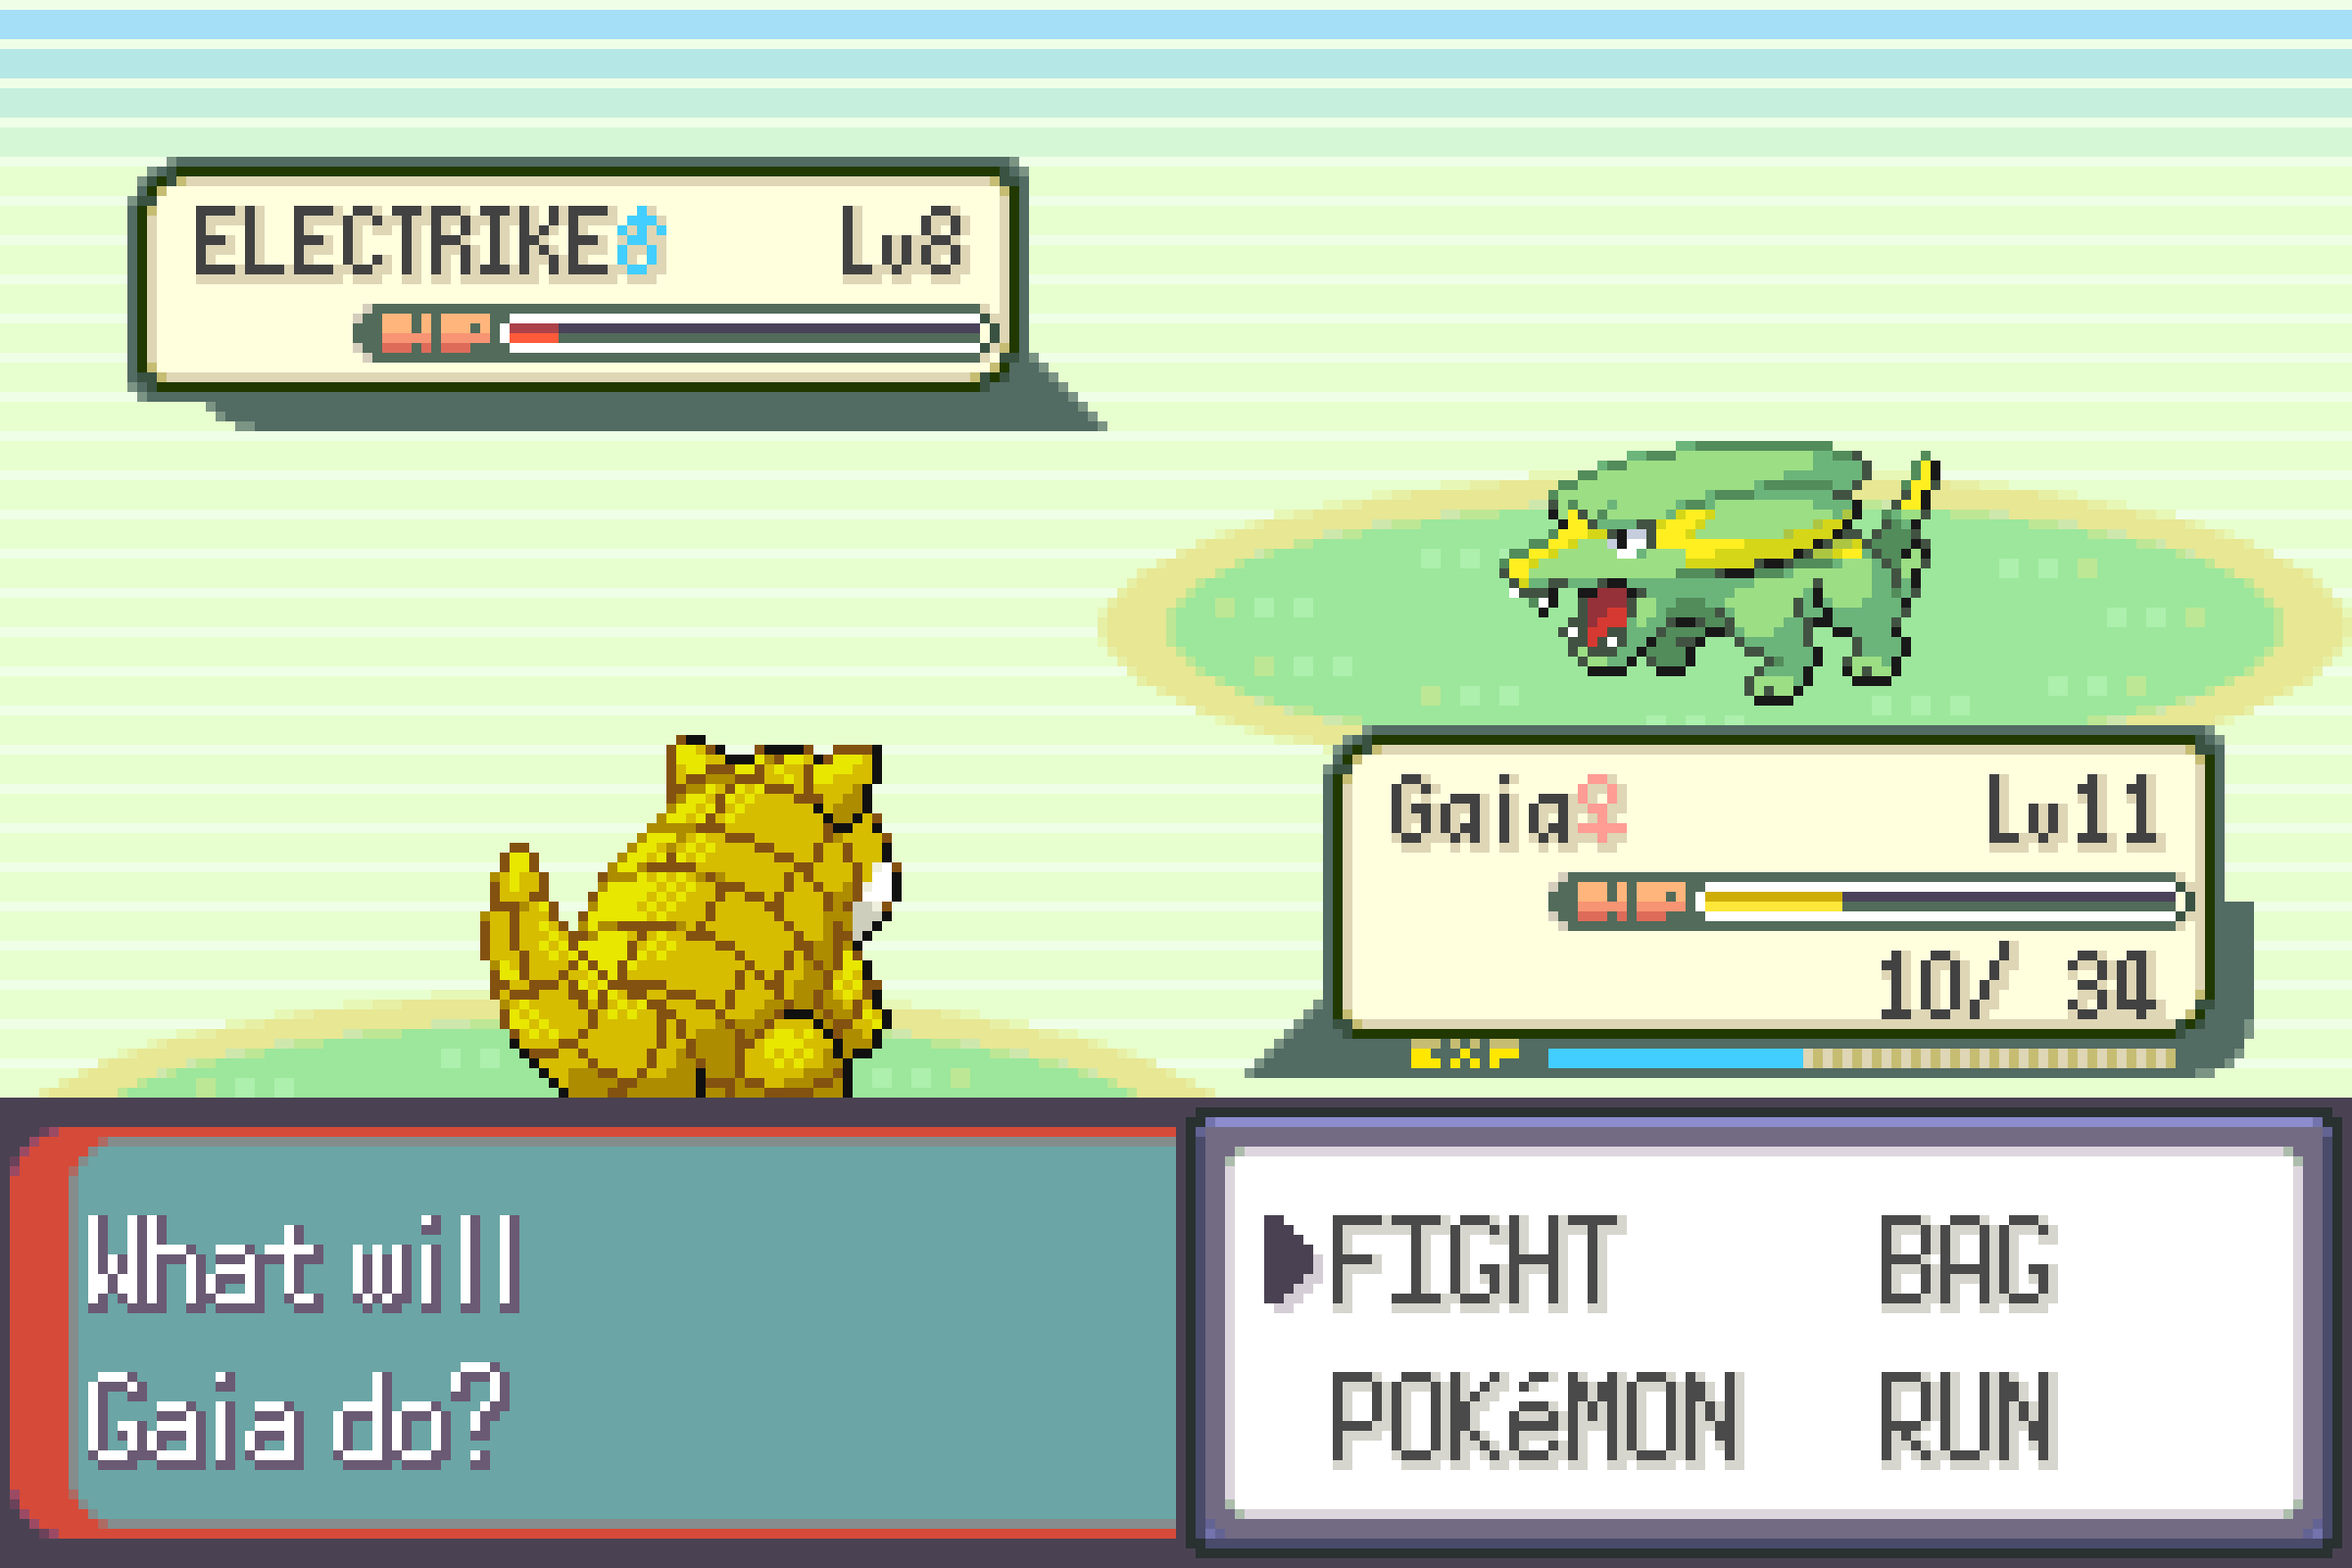 ELECTRIKE♂ Lv8
HP
Gaia♀ Lv11
HP
10/ 34
EXP
What will
Gaia do?
▶FIGHT BAG
POKéMON RUN